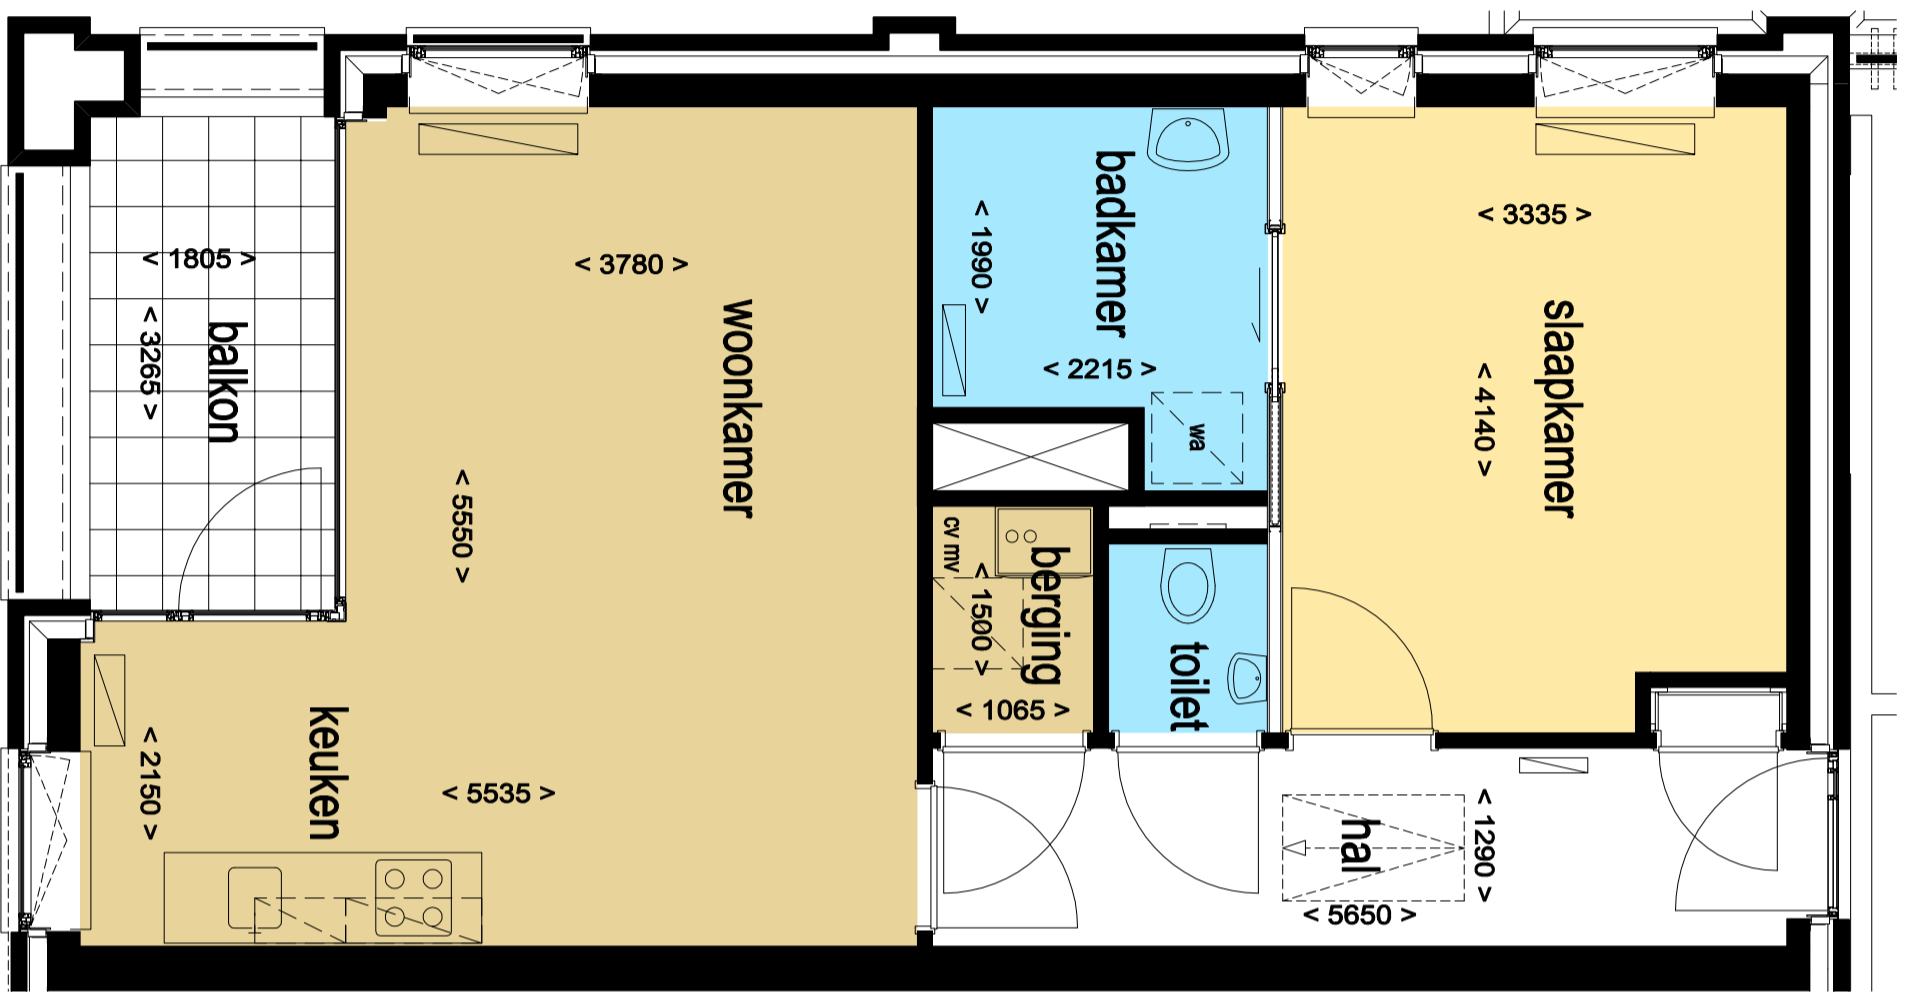 balkon
< 1805 >
< 3265 >
woonkamer
< 3780 >
< 5550 >
keuken
< 2150 >
< 5535 >
badkamer
< 1990 >
< 2215 >
wa
slaapkamer
< 3335 >
< 4140 >
berging
cv mv
< 1500 >
< 1065 >
toilet
hal
< 1290 >
< 5650 >